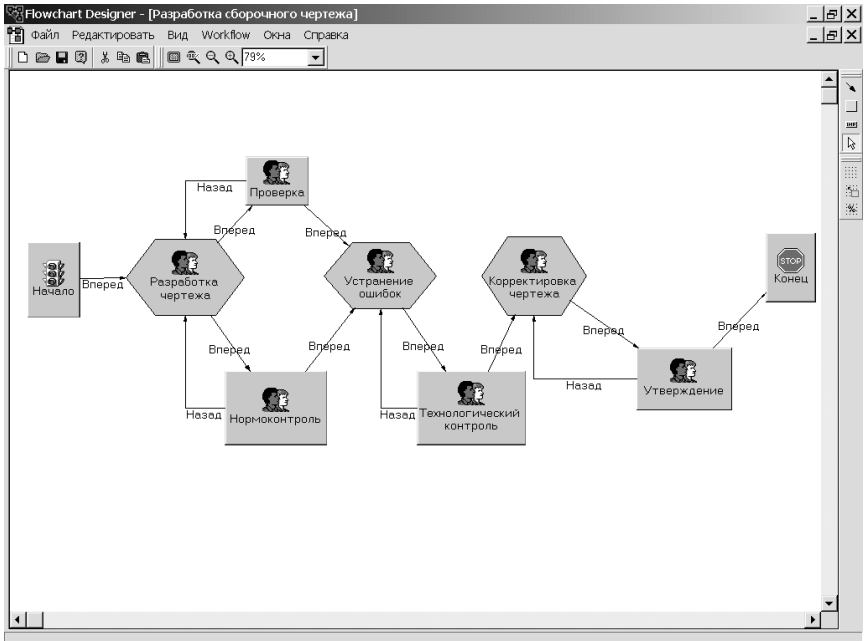 Flowchart Designer - [Разработка сборочного чертежа]
Файл Редактировать Вид Workflow Окна Справка
79%
Назад
Проверка
Вперед
Вперед
Начало
Вперед
Разработка
чертежа
Устранение
ошибок
Корректировка
чертежа
STOP
Конец
Вперед
Вперед
Вперед
Вперед
Вперед
Вперед
Назад
Нормоконтроль
Назад
Технологический
контроль
Назад
Утверждение